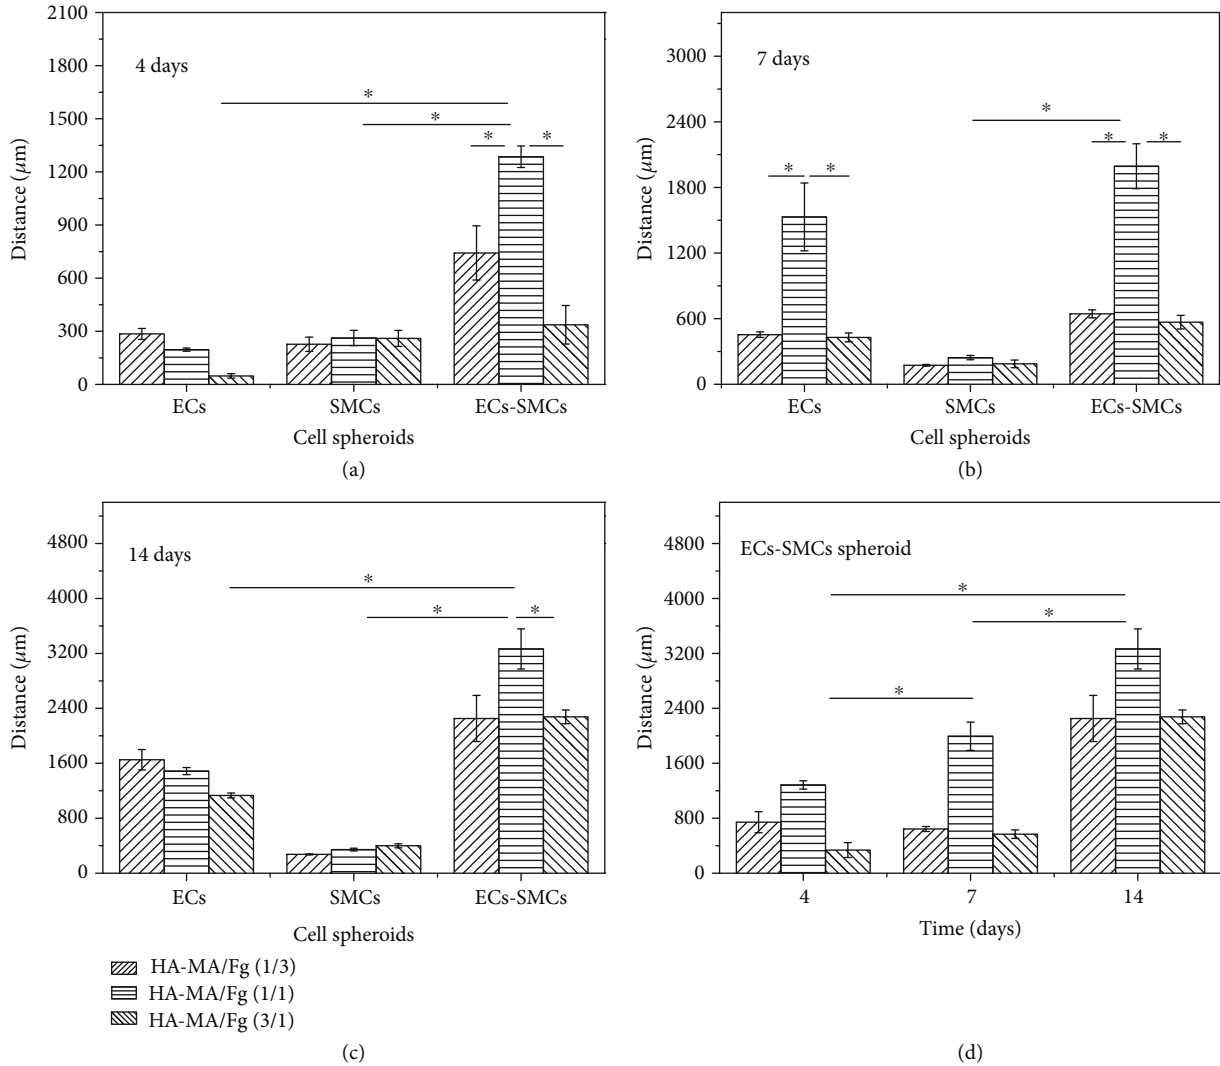 2100
1800
1500
1200
900
600
300
0
Distance (μm)
4 days
*
*
*
*
ECs
SMCs
ECs-SMCs
Cell spheroids
(a)
3000
2400
1800
1200
600
0
Distance (μm)
7 days
*
*
*
*
*
ECs
SMCs
ECs-SMCs
Cell spheroids
(b)
4800
4000
3200
2400
1600
800
0
Distance (μm)
14 days
*
*
*
ECs
SMCs
ECs-SMCs
Cell spheroids
HA-MA/Fg (1/3)
HA-MA/Fg (1/1)
HA-MA/Fg (3/1)
(c)
4800
4000
3200
2400
1600
800
0
Distance (μm)
ECs-SMCs spheroid
*
*
*
4
7
14
Time (days)
(d)